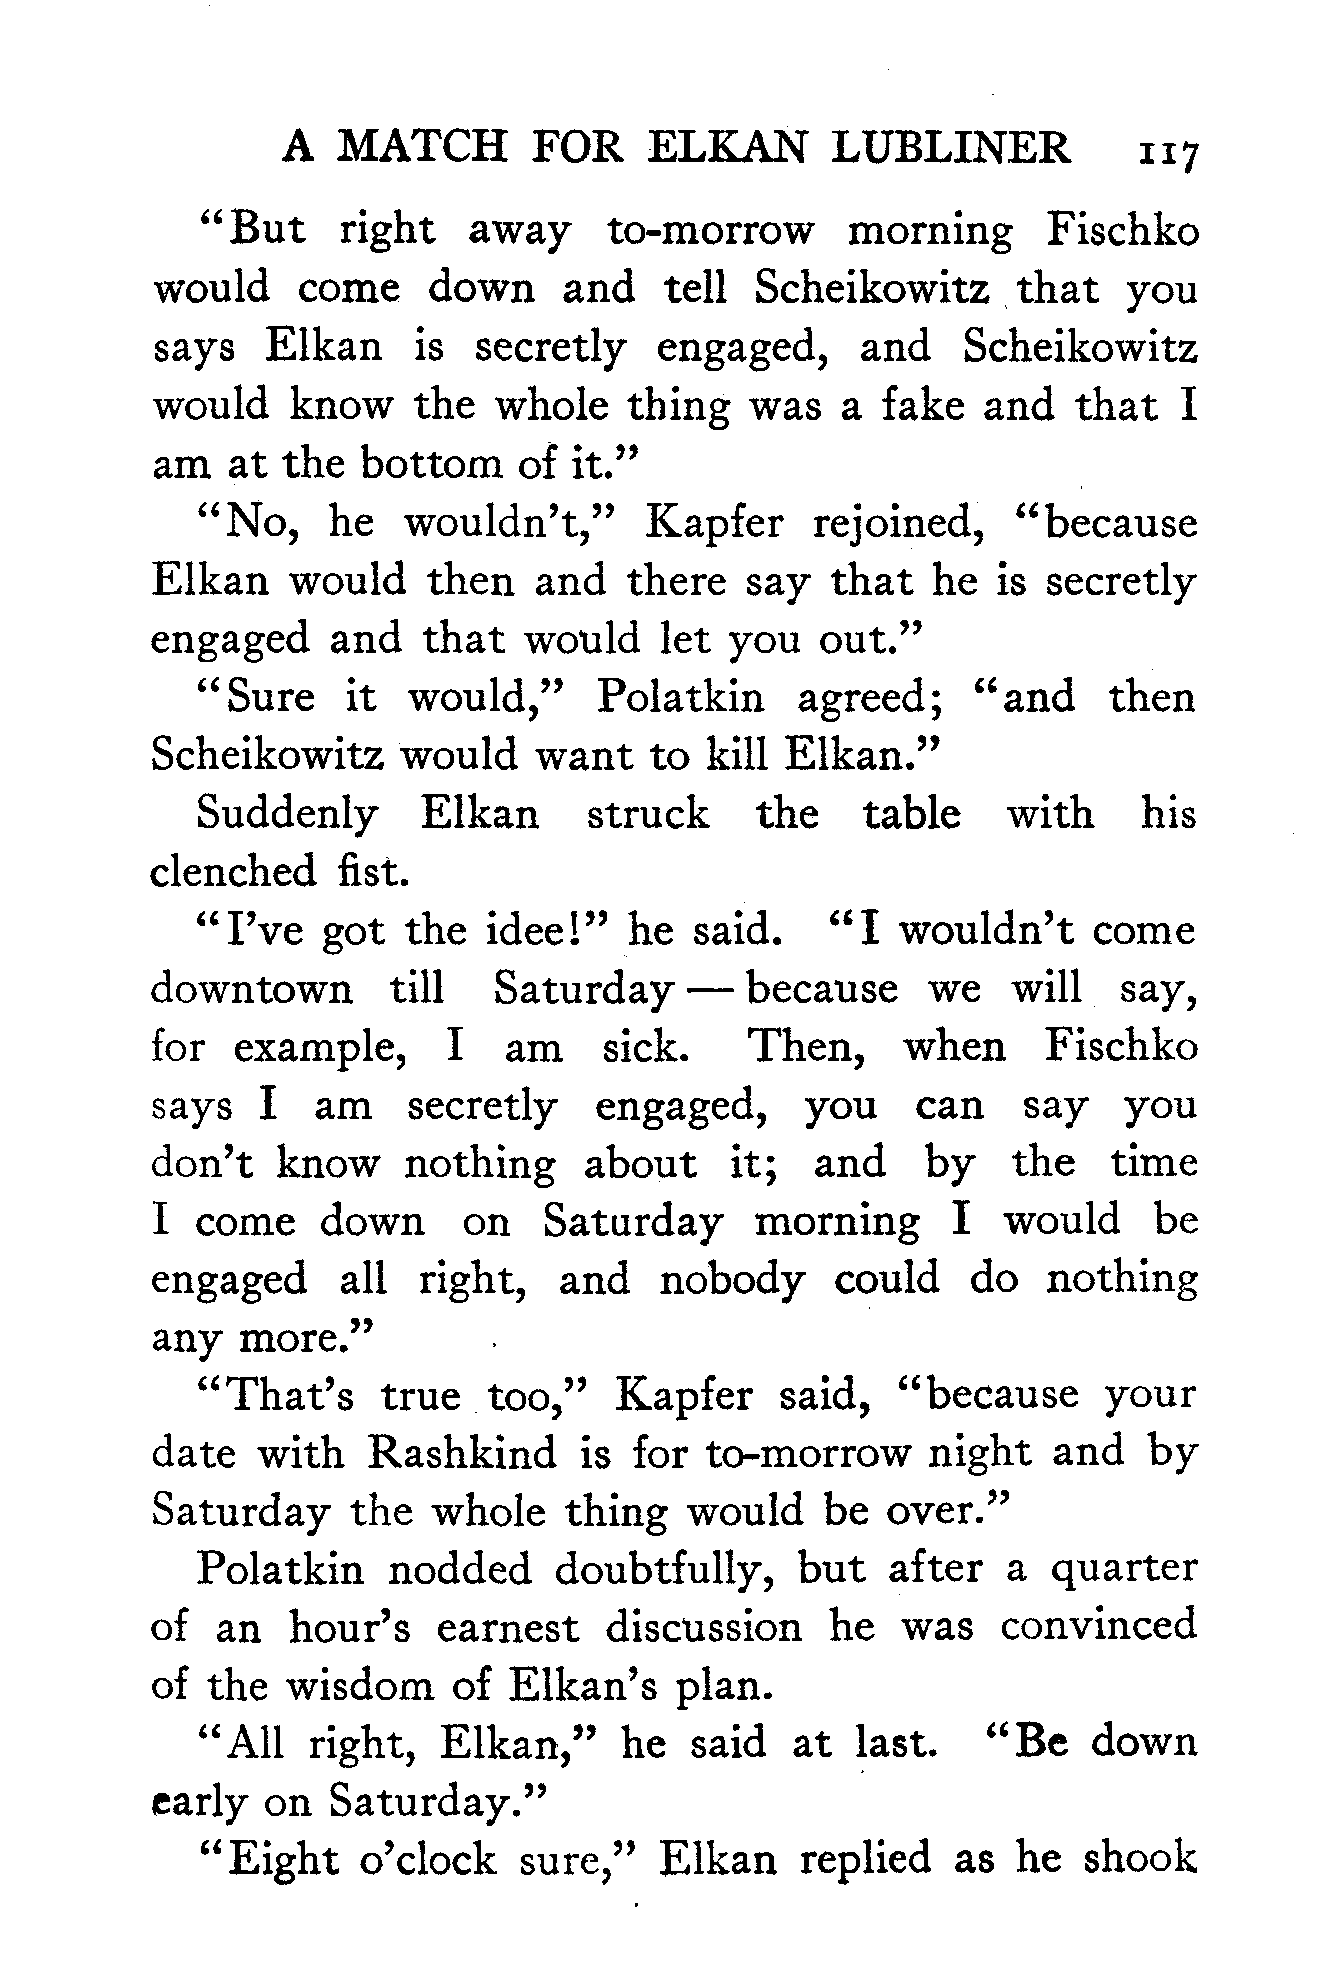 A MATCH FOR ELKAN LUBLINER 117
“But right away to-morrow morning Fischko
would come down and tell Scheikowitz that you
says Elkan is secretly engaged, and Scheikowitz
would know the whole thing was a fake and that I
am at the bottom of it.”
“No, he wouldn’t,” Kapfer rejoined, “because
Elkan would then and there say that he is secretly
engaged and that would let you out.”
“Sure it would,” Polatkin agreed; “and then
Scheikowitz would want to kill Elkan.”
Suddenly Elkan struck the table with his
clenched fist.
“I’ve got the idee!” he said. “I wouldn’t come
downtown till Saturday — because we will say,
for example, I am sick. Then, when Fischko
says I am secretly engaged, you can say you
don’t know nothing about it; and by the time
I come down on Saturday morning I would be
engaged all right, and nobody could do nothing
any more.”
“That’s true too,” Kapfer said, “because your
date with Rashkind is for to-morrow night and by
Saturday the whole thing would be over.”
Polatkin nodded doubtfully, but after a quarter
of an hour’s earnest discussion he was convinced
of the wisdom of Elkan’s plan.
“All right, Elkan,” he said at last. “Be down
early on Saturday.”
“Eight o’clock sure,” Elkan replied as he shook